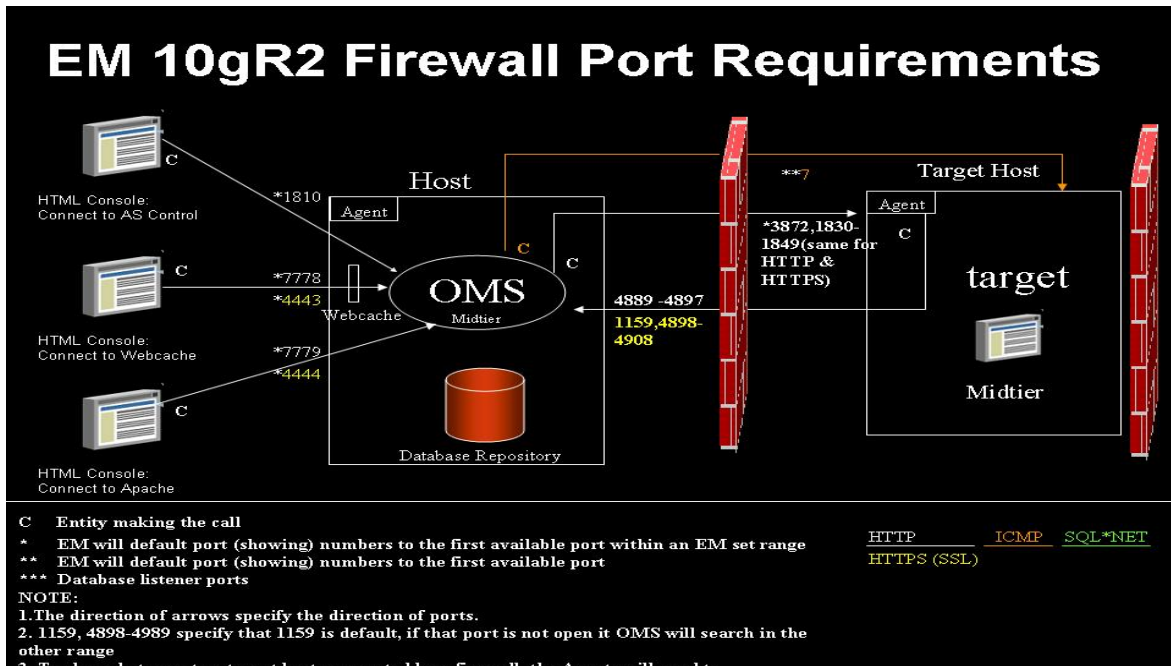 EM 10gR2 Firewall Port Requirements
C
HTML Console:
Connect to AS Control
*1810
Host
Agent
**7
Target Host
Agent
C
*3872,1830-
1849(same for
HTTP &
HTTPS)
C
C
C
HTML Console:
Connect to Webcache
*7778
*4443
Webcache
OMS
Midtier
4889 -4897
1159,4898-
4908
target
Midtier
*7779
*4444
C
HTML Console:
Connect to Apache
Database Repository
C Entity making the call
* EM will default port (showing) numbers to the first available port within an EM set range
** EM will default port (showing) numbers to the first available port
*** Database listener ports
HTTP ICMP SQL*NET
HTTPS (SSL)
NOTE:
1.The direction of arrows specify the direction of ports.
2. 1159, 4898-4989 specify that 1159 is default, if that port is not open it OMS will search in the
other range